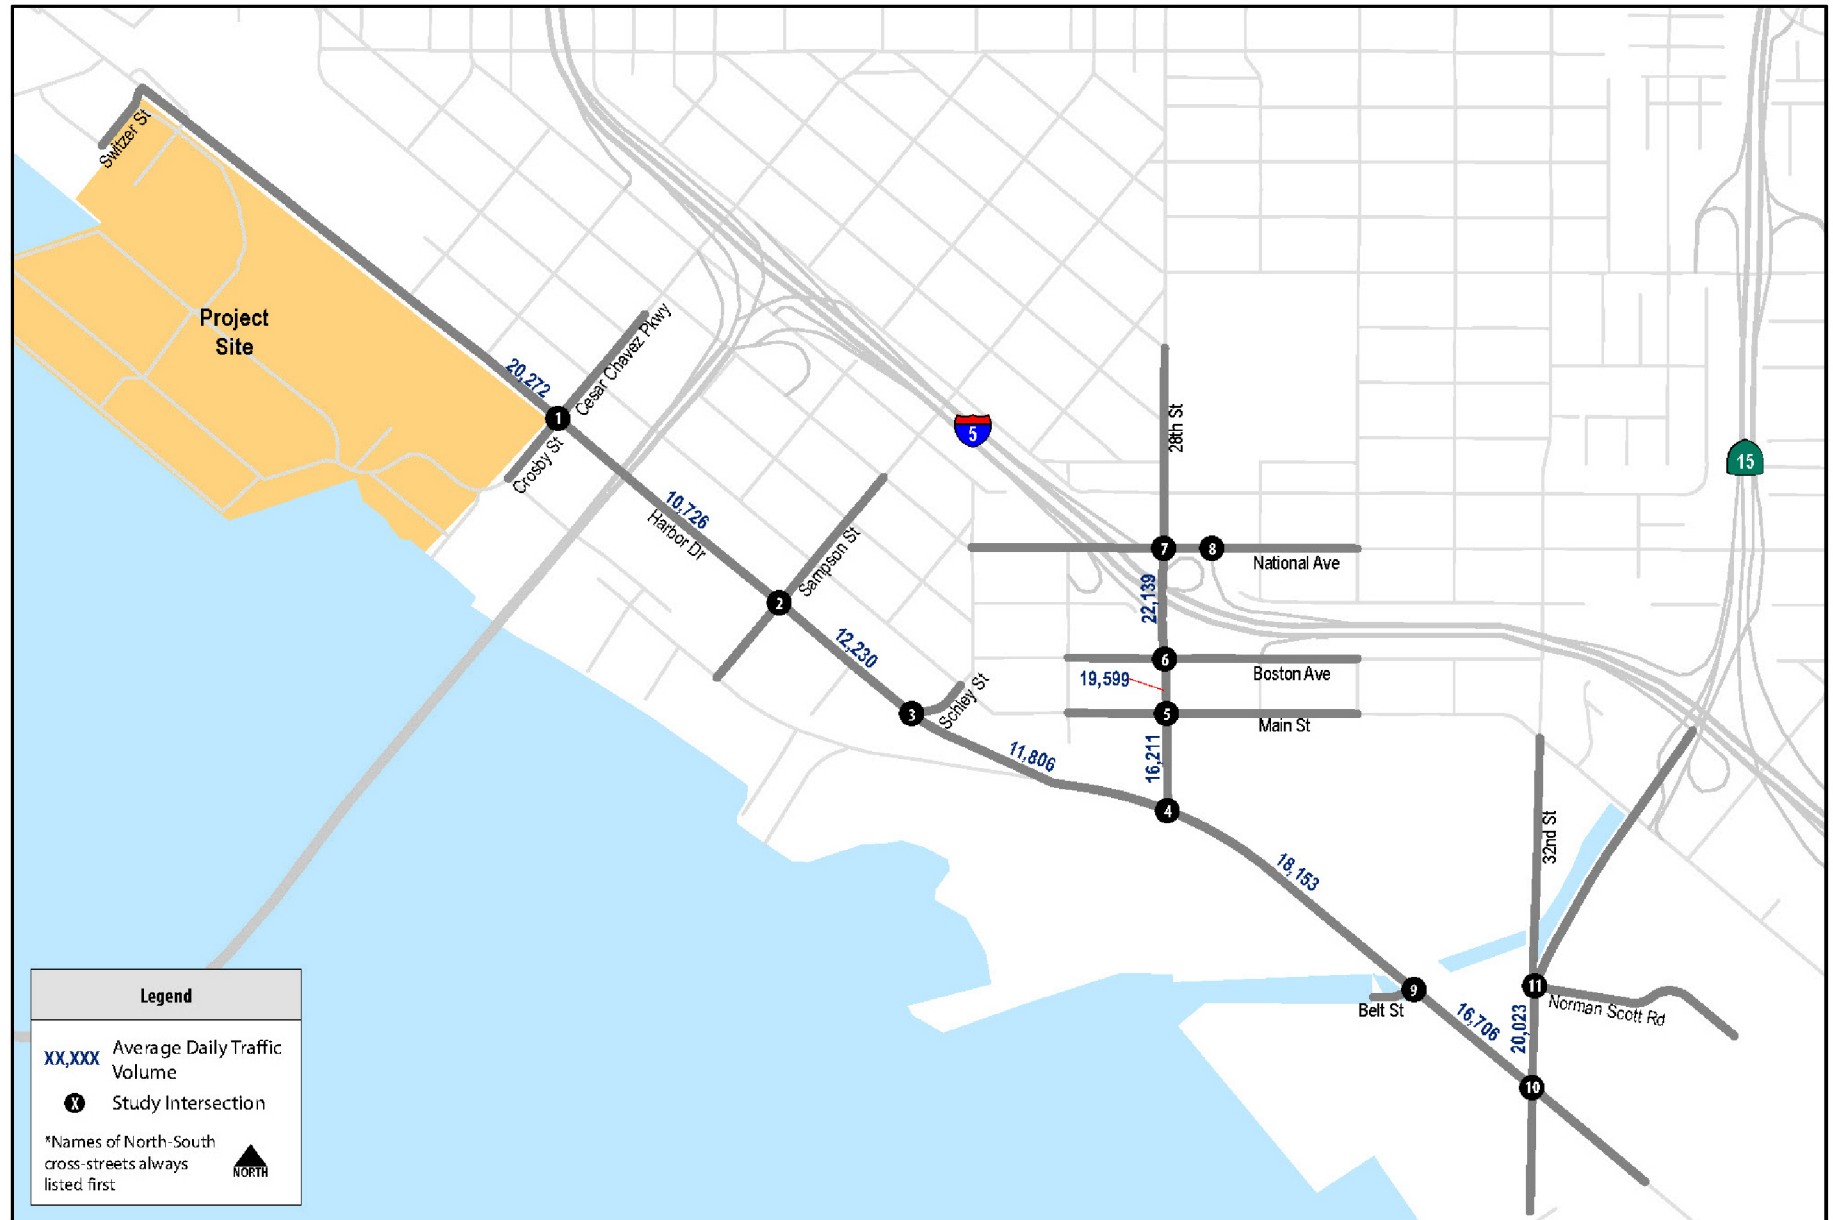 Switzer St
Project
Site
20,272
Cesar Chavez Pkwy
1
Crosby St
5
28th St
15
10,726
Harbor Dr
Sampson St
7
8
National Ave
22,139
2
12,230
6
Boston Ave
19,599
Schley St
3
5
Main St
11,806
16,211
4
32nd St
18,153
9
Belt St
11
Norman Scott Rd
16,706
20,023
10
Legend
XX,XXX
Average Daily Traffic
Volume
X
Study Intersection
*Names of North-South
cross-streets always
listed first
NORTH